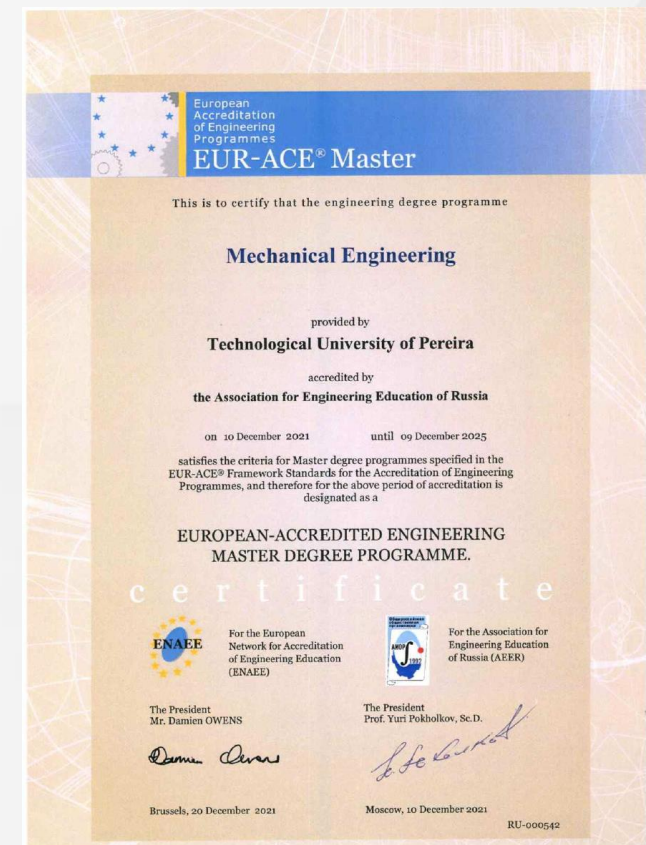 European
Accreditation
of Engineering
Programmes
EUR-ACE® Master
This is to certify that the engineering degree programme
Mechanical Engineering
provided by
Technological University of Pereira
accredited by
the Association for Engineering Education of Russia
on 10 December 2021 until 09 December 2025
satisfies the criteria for Master degree programmes specified in the
EUR-ACE® Framework Standards for the Accreditation of Engineering
Programmes, and therefore for the above period of accreditation is
designated as a
EUROPEAN-ACCREDITED ENGINEERING
MASTER DEGREE PROGRAMME.
certificate
ENAEE
For the European
Network for Accreditation
of Engineering Education
(ENAEE)
АИОР
1992
For the Association for
Engineering Education
of Russia (AEER)
The President
Mr. Damien OWENS
The President
Prof. Yuri Pokholkov, Sc.D.
Damien Owens
Brussels, 20 December 2021
Moscow, 10 December 2021
RU-000542